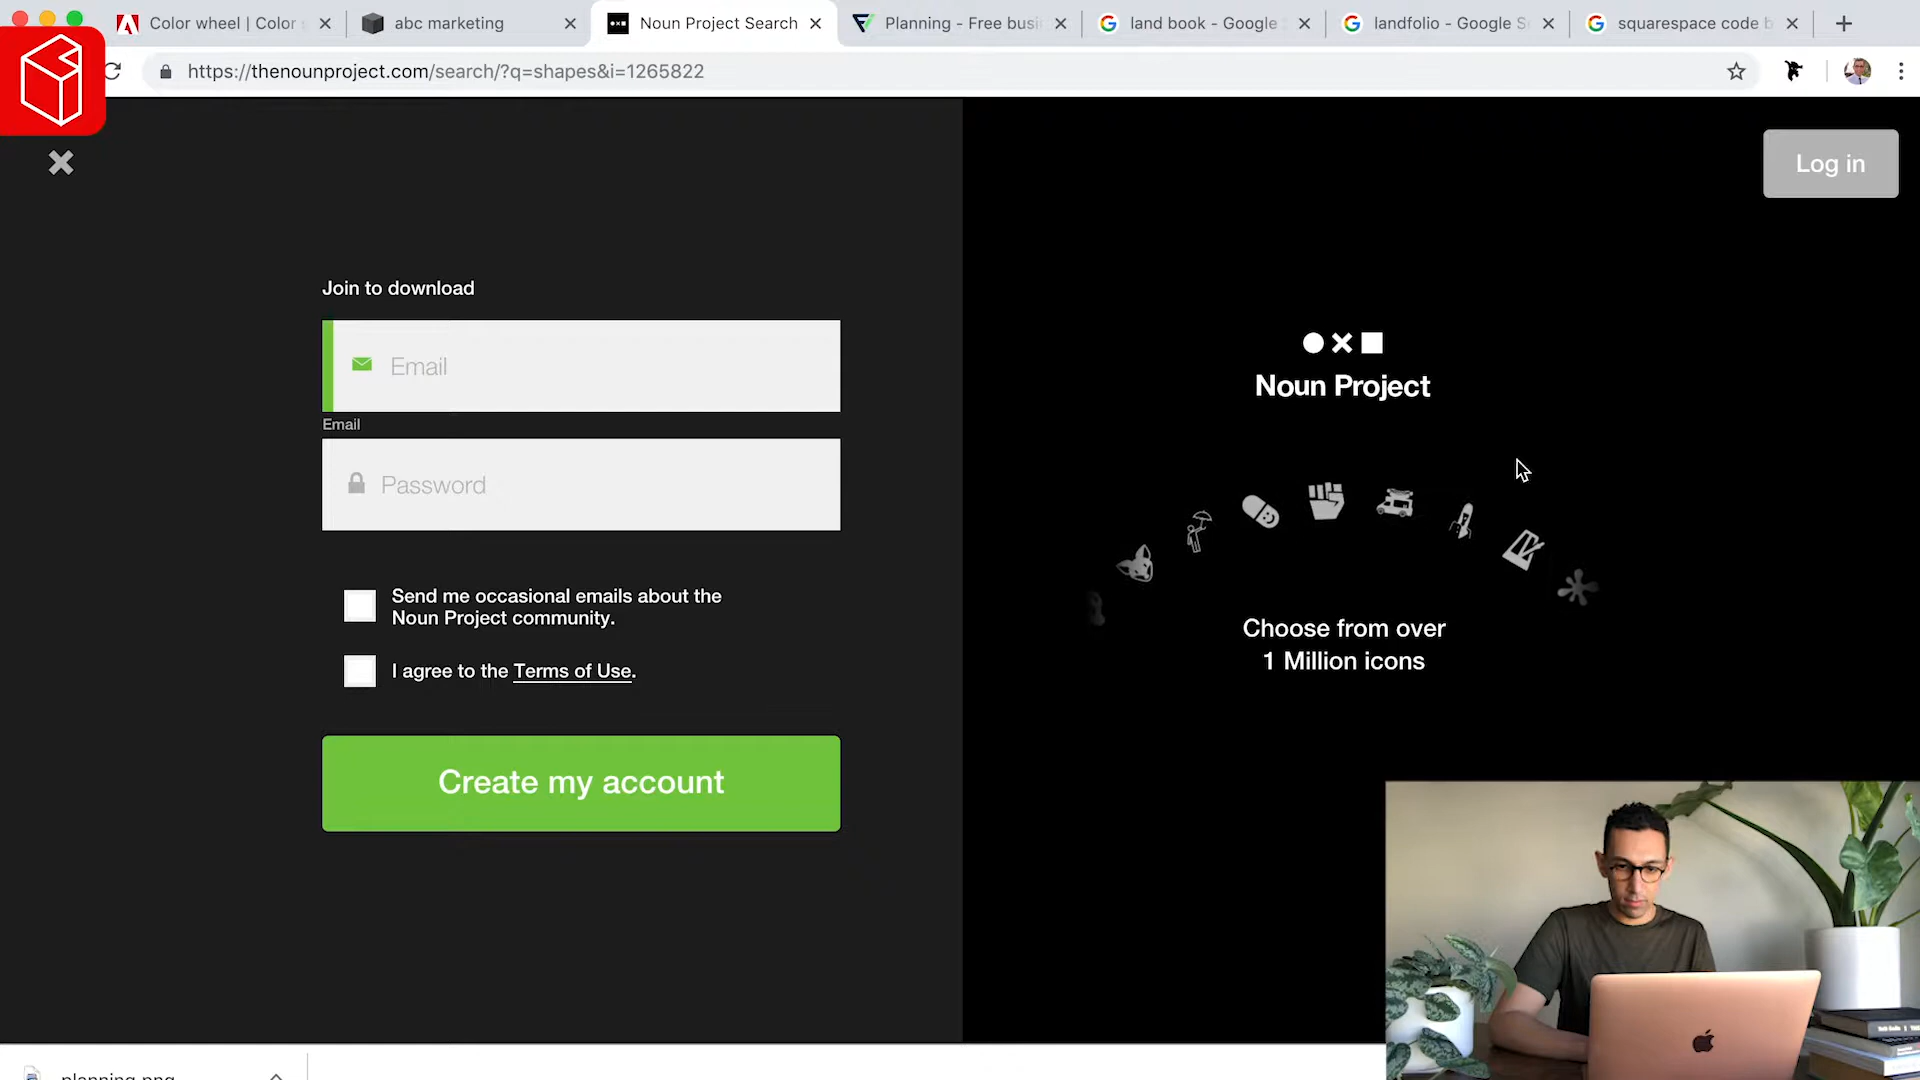 Color wheel | Color
abc marketing
Noun Project Search
Planning - Free busi
land book - Google
landfolio - Google S
squarespace code b
https://thenounproject.com/search/?q=shapes&i=1265822
Log in
Join to download
Email
Email
Password
Send me occasional emails about the
Noun Project community.
I agree to the Terms of Use.
Create my account
Noun Project
Choose from over
1 Million icons
planning.png